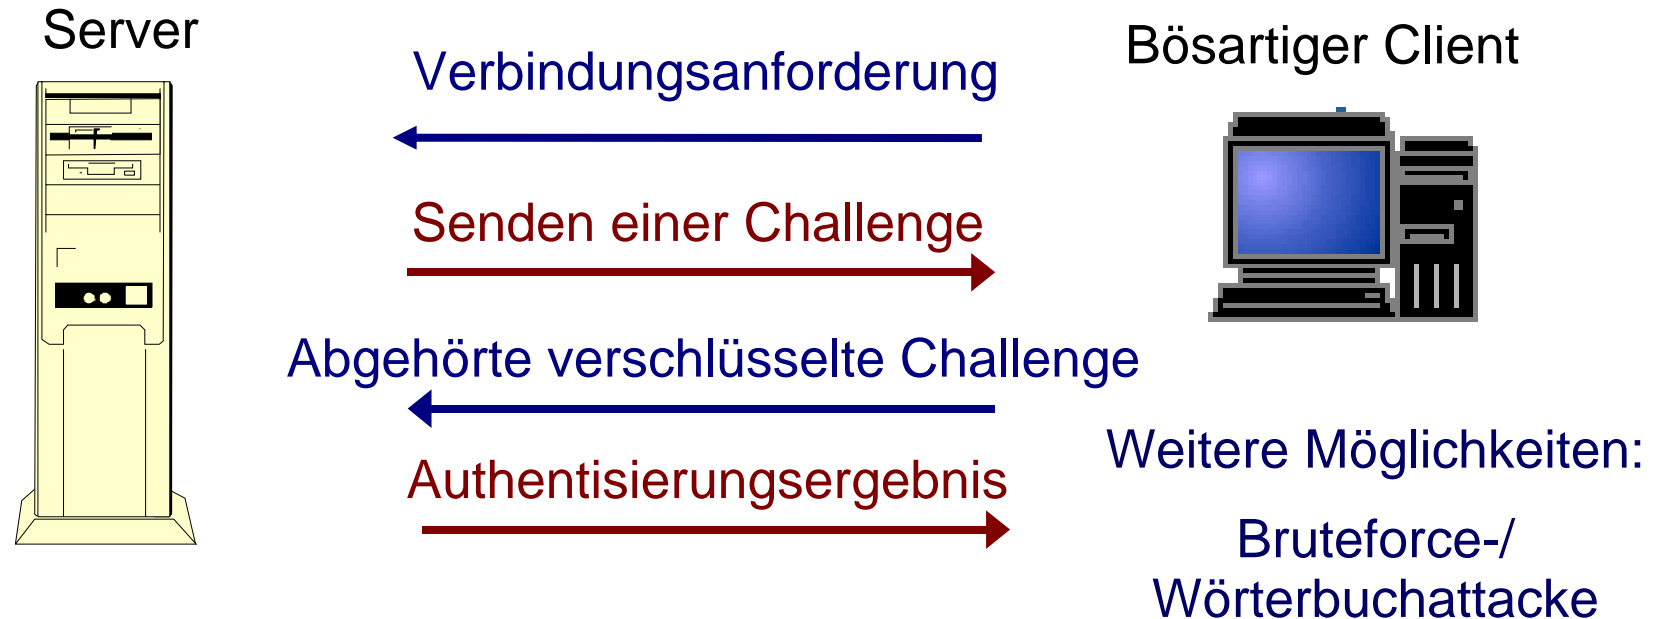 Server
Verbindungsanforderung
Bösartiger Client
Senden einer Challenge
Abgehörte verschlüsselte Challenge
Authentisierungsergebnis
Weitere Möglichkeiten:
Bruteforce-/
Wörterbuchattacke